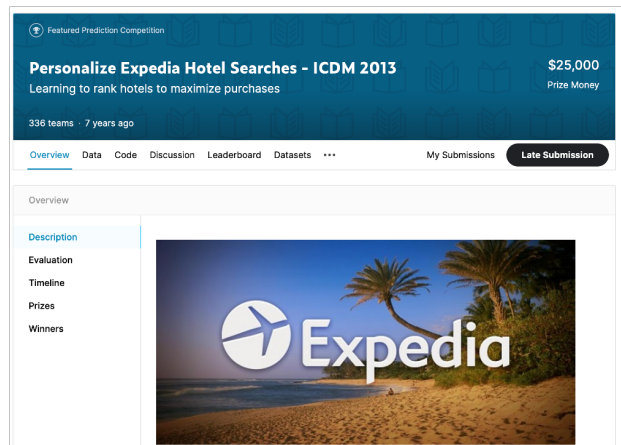 Featured Prediction Competition
Personalize Expedia Hotel Searches - ICDM 2013
Learning to rank hotels to maximize purchases
$25,000
Prize Money
336 teams · 7 years ago
Overview Data Code Discussion Leaderboard Datasets ••• My Submissions Late Submission
Overview
Description
Evaluation
Timeline
Prizes
Winners
Expedia